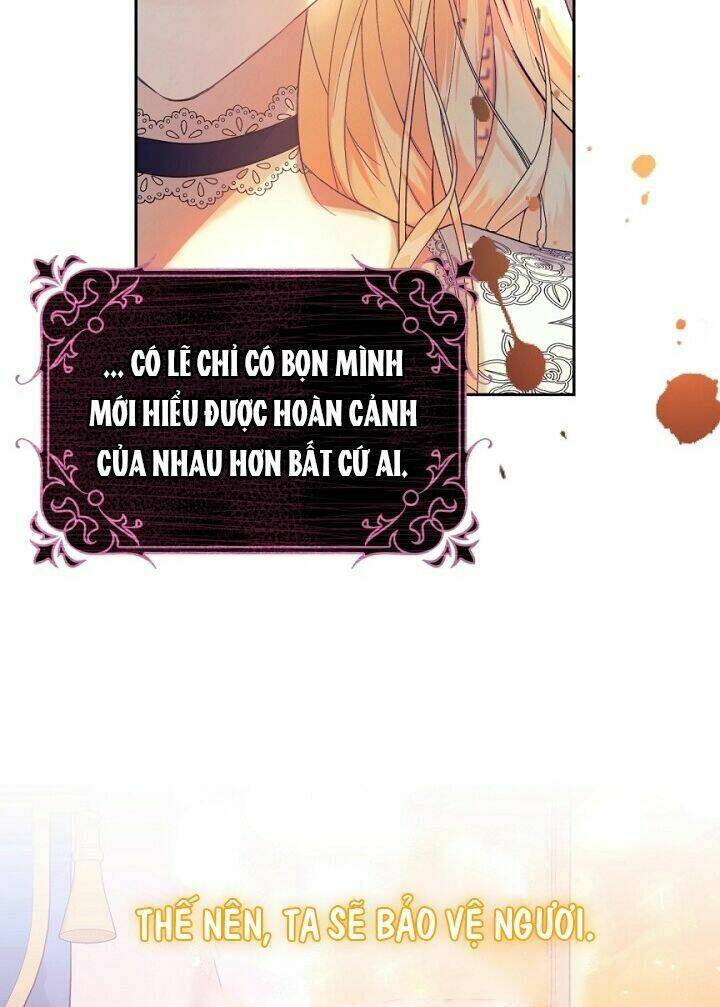 ... CÓ LẼ CHỈ CÓ BỌN MÌNH
MỚI HIỂU ĐƯỢC HOÀN CẢNH
CỦA NHAU HƠN BẤT CỨ AI.
THẾ NÊN, TA SẼ BẢO VỆ NGƯƠI.